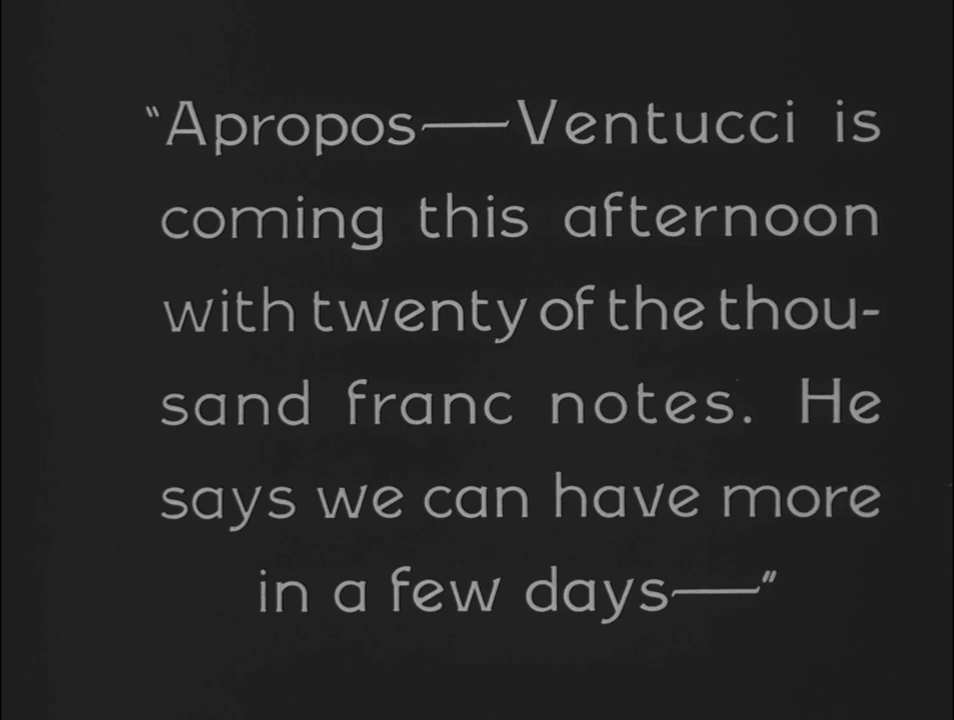 "Apropos—Ventucci is
coming this afternoon
with twenty of the thou-
sand franc notes. He
says we can have more
in a few days—"